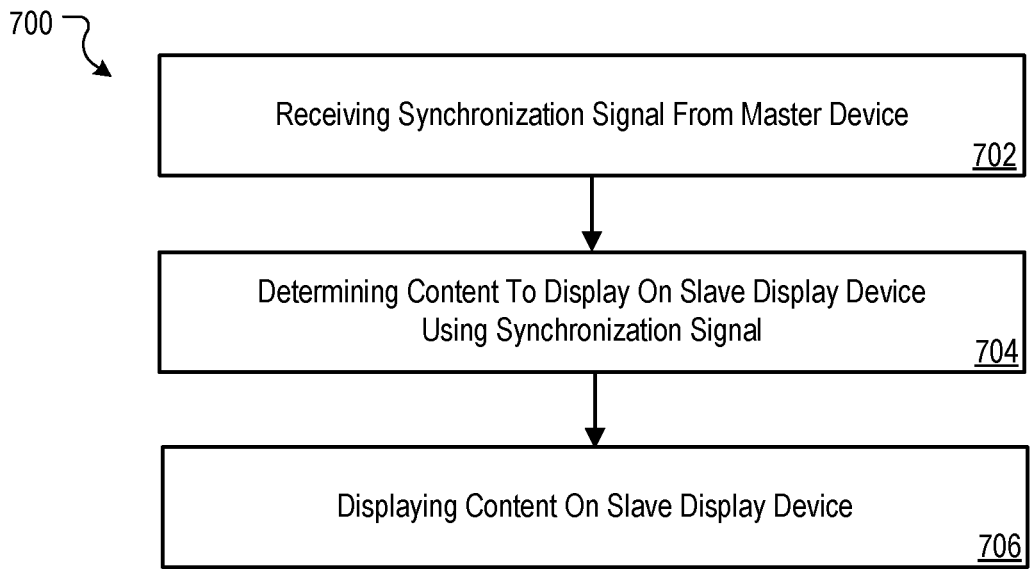 700
Receiving Synchronization Signal From Master Device
702
Determining Content To Display On Slave Display Device
Using Synchronization Signal
704
Displaying Content On Slave Display Device
706